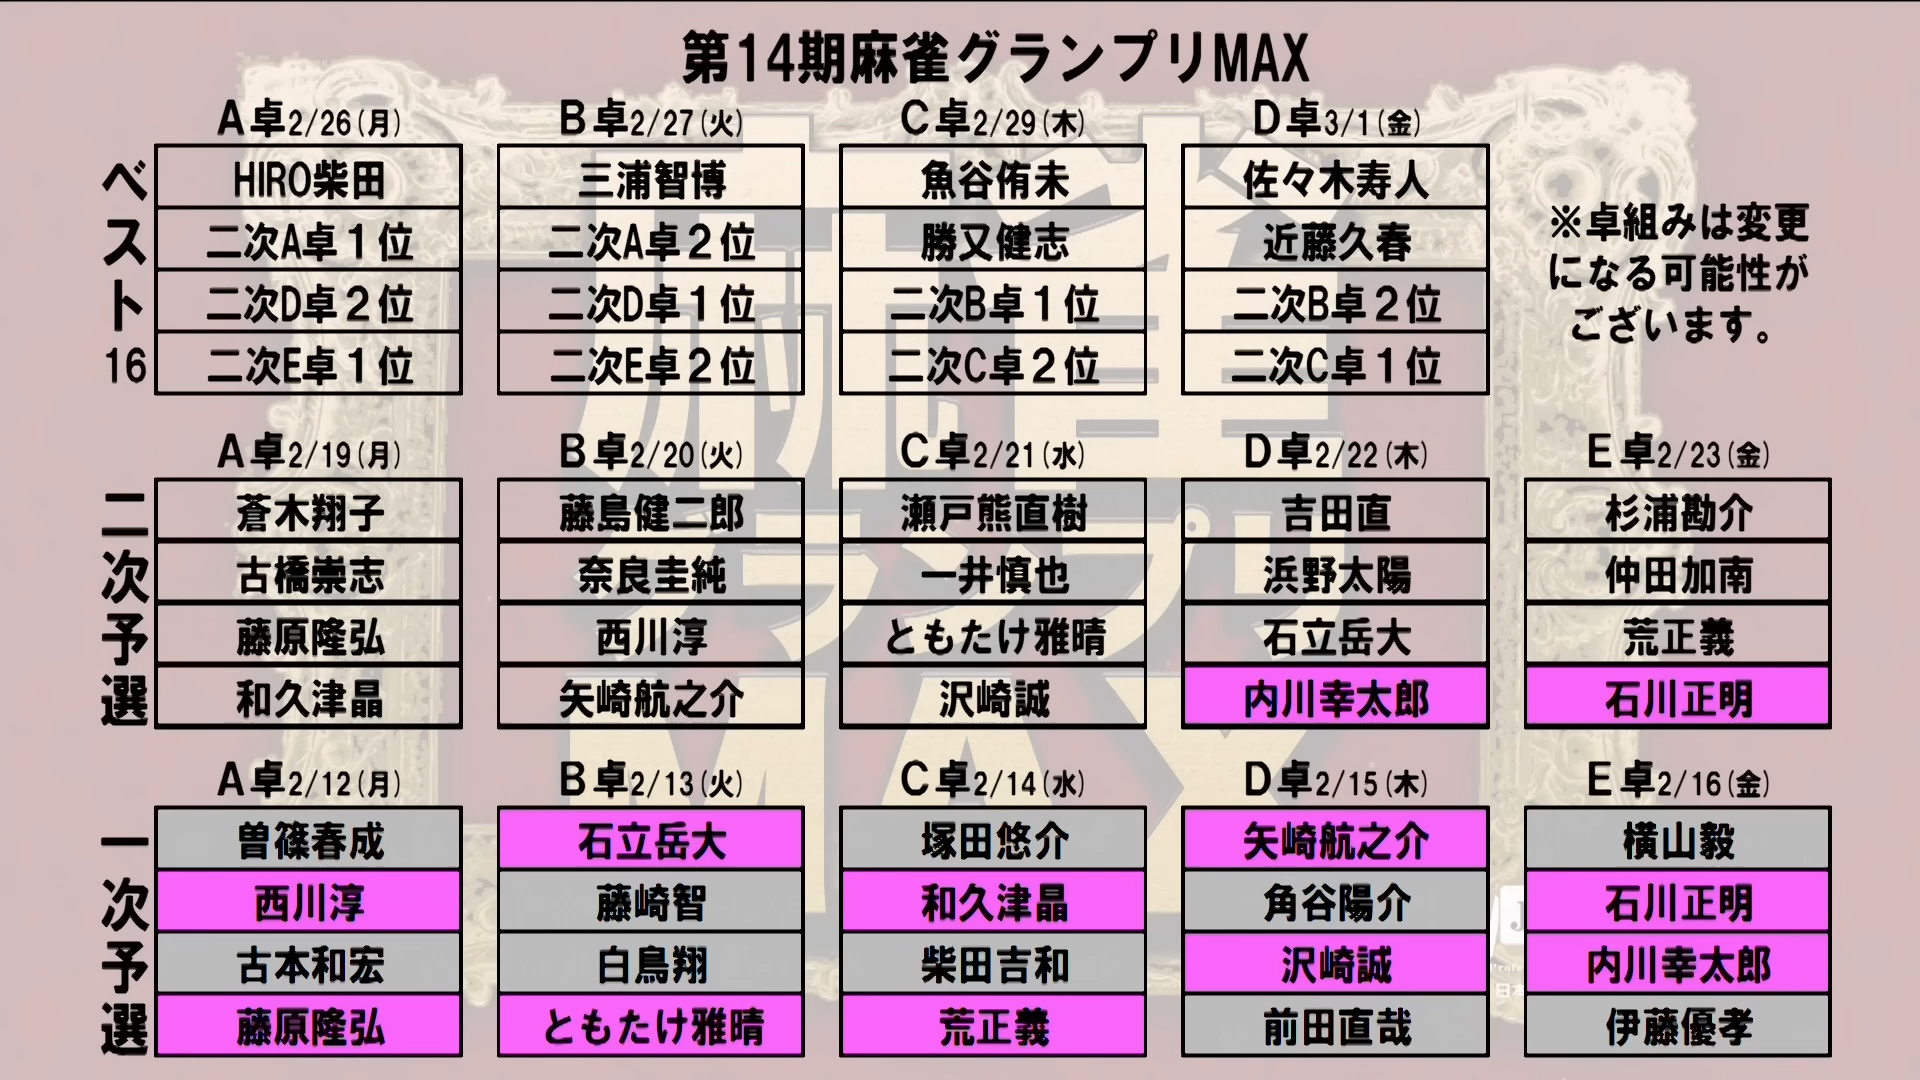 第14期麻雀グランプリMAX
ベスト16
A卓2/26(月)
HIRO柴田
二次A卓1位
二次D卓2位
二次E卓1位
B卓2/27(火)
三浦智博
二次A卓2位
二次D卓1位
二次E卓2位
C卓2/29(木)
魚谷侑未
勝又健志
二次B卓1位
二次C卓2位
D卓3/1(金)
佐々木寿人
近藤久春
二次B卓2位
二次C卓1位
※卓組みは変更
になる可能性が
ございます。
二次予選
A卓2/19(月)
蒼木翔子
古橋崇志
藤原隆弘
和久津晶
B卓2/20(火)
藤島健二郎
奈良圭純
西川淳
矢崎航之介
C卓2/21(水)
瀬戸熊直樹
一井慎也
ともたけ雅晴
沢崎誠
D卓2/22(木)
吉田直
浜野太陽
石立岳大
内川幸太郎
E卓2/23(金)
杉浦勘介
仲田加南
荒正義
石川正明
一次予選
A卓2/12(月)
曽篠春成
西川淳
古本和宏
藤原隆弘
B卓2/13(火)
石立岳大
藤崎智
白鳥翔
ともたけ雅晴
C卓2/14(水)
塚田悠介
和久津晶
柴田吉和
荒正義
D卓2/15(木)
矢崎航之介
角谷陽介
沢崎誠
前田直哉
E卓2/16(金)
横山毅
石川正明
内川幸太郎
伊藤優孝